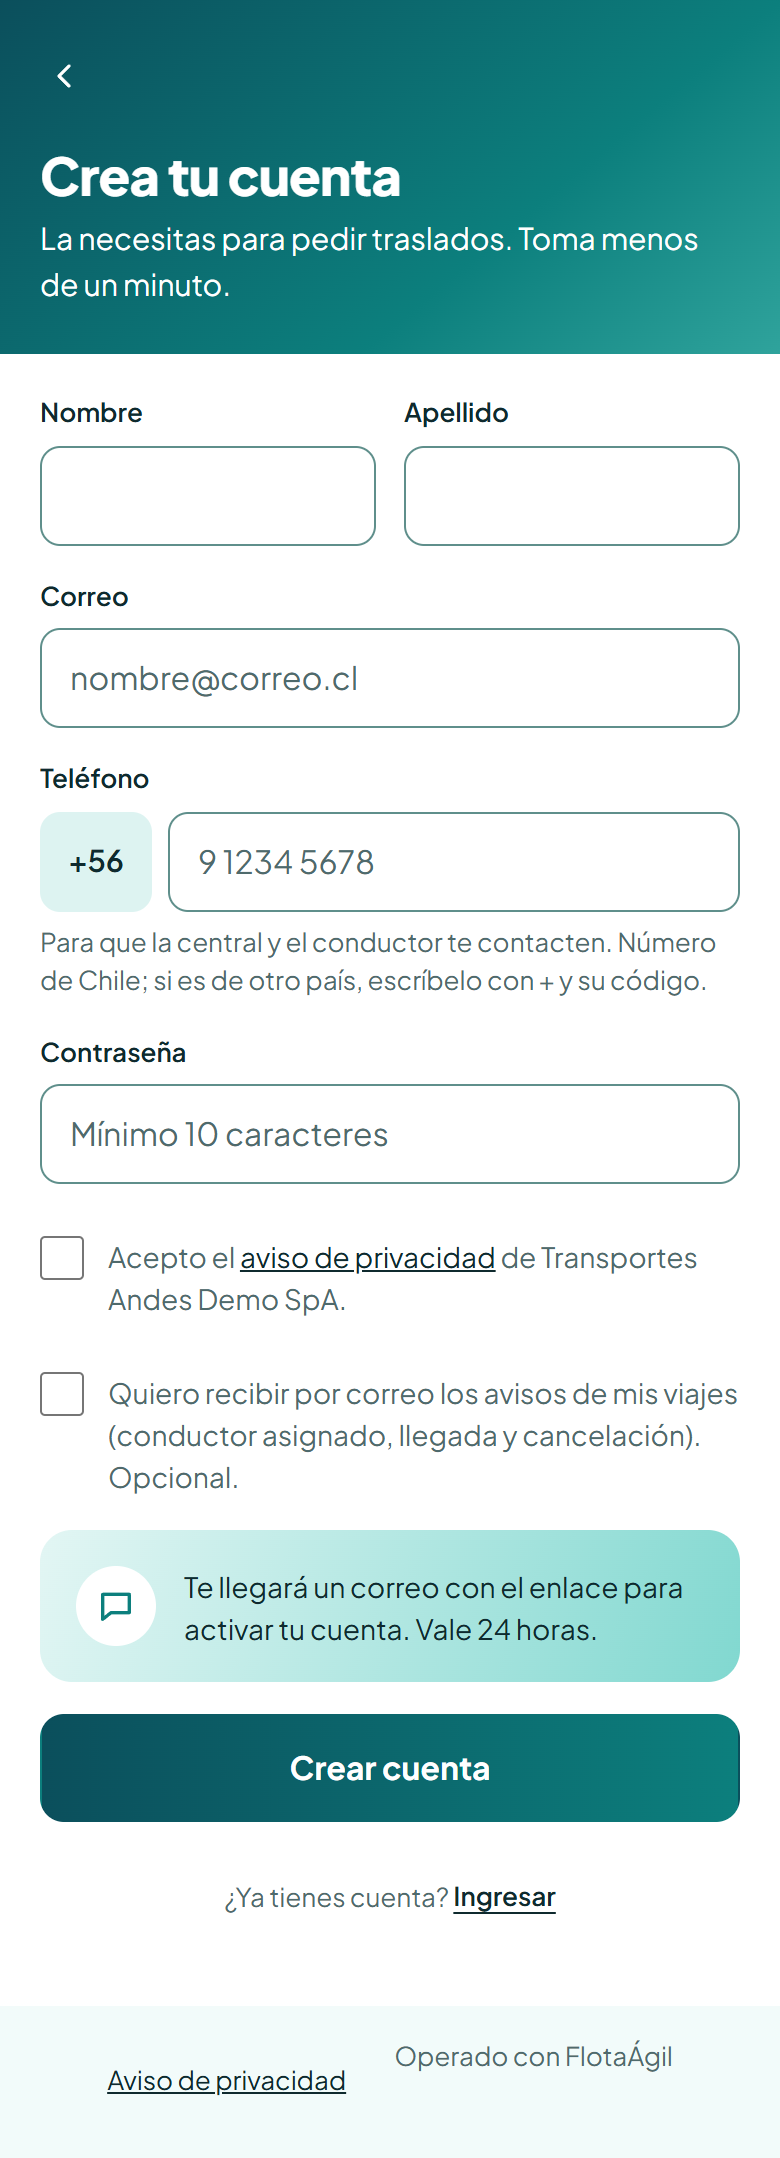 Crea tu cuenta
La necesitas para pedir traslados. Toma menos
de un minuto.
Nombre
Apellido
Correo
nombre@correo.cl
Teléfono
+56
9 1234 5678
Para que la central y el conductor te contacten. Número
de Chile; si es de otro país, escríbelo con + y su código.
Contraseña
Mínimo 10 caracteres
Acepto el aviso de privacidad de Transportes
Andes Demo SpA.
Quiero recibir por correo los avisos de mis viajes
(conductor asignado, llegada y cancelación).
Opcional.
Te llegará un correo con el enlace para
activar tu cuenta. Vale 24 horas.
Crear cuenta
¿Ya tienes cuenta? Ingresar
Aviso de privacidad
Operado con FlotaÁgil